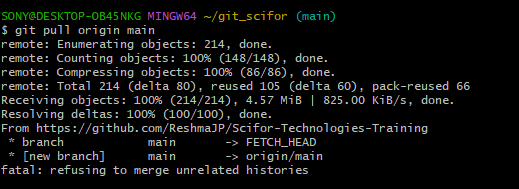 SONY@DESKTOP-OB45NKG MINGW64 ~/git_scifor (main)
$ git pull origin main
remote: Enumerating objects: 214, done.
remote: Counting objects: 100% (148/148), done.
remote: Compressing objects: 100% (86/86), done.
remote: Total 214 (delta 80), reused 105 (delta 60), pack-reused 66
Receiving objects: 100% (214/214), 4.57 MiB | 825.00 KiB/s, done.
Resolving deltas: 100% (100/100), done.
From https://github.com/ReshmaJP/Scifor-Technologies-Training
 * branch            main       -> FETCH_HEAD
 * [new branch]      main       -> origin/main
fatal: refusing to merge unrelated histories